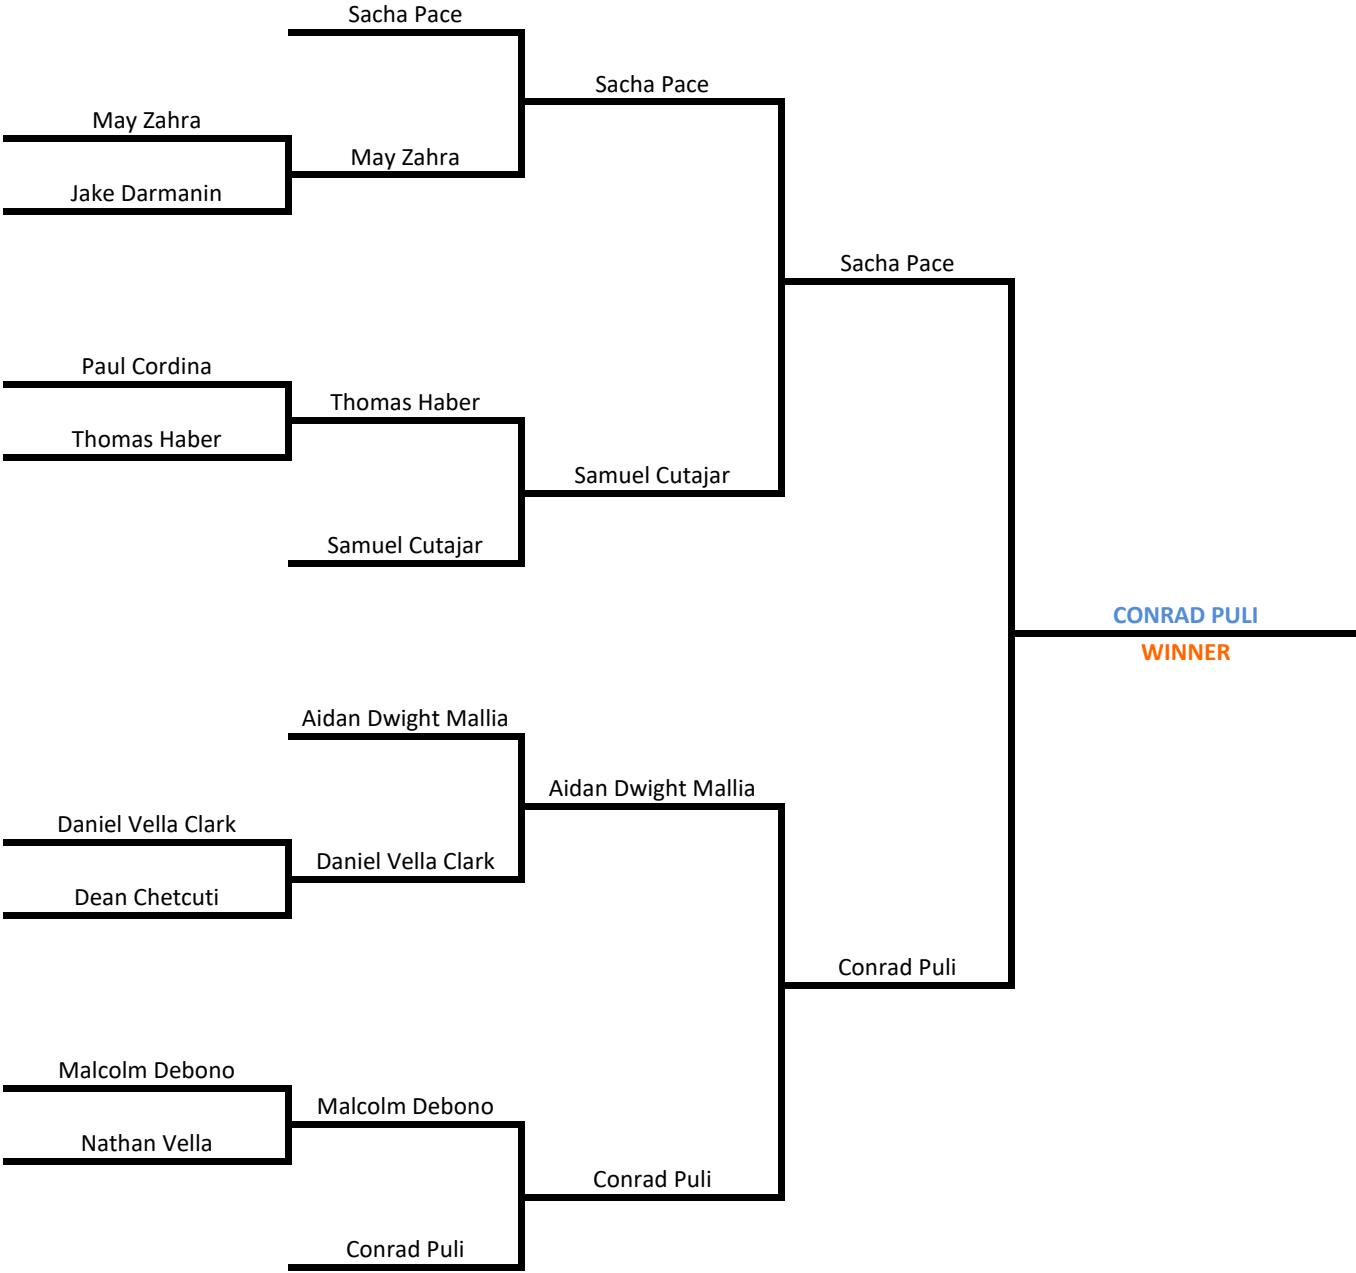 Sacha Pace
Sacha Pace
May Zahra
May Zahra
Jake Darmanin
Sacha Pace
Paul Cordina
Thomas Haber
Thomas Haber
Samuel Cutajar
Samuel Cutajar
CONRAD PULI
WINNER
Aidan Dwight Mallia
Aidan Dwight Mallia
Daniel Vella Clark
Daniel Vella Clark
Dean Chetcuti
Conrad Puli
Malcolm Debono
Malcolm Debono
Nathan Vella
Conrad Puli
Conrad Puli